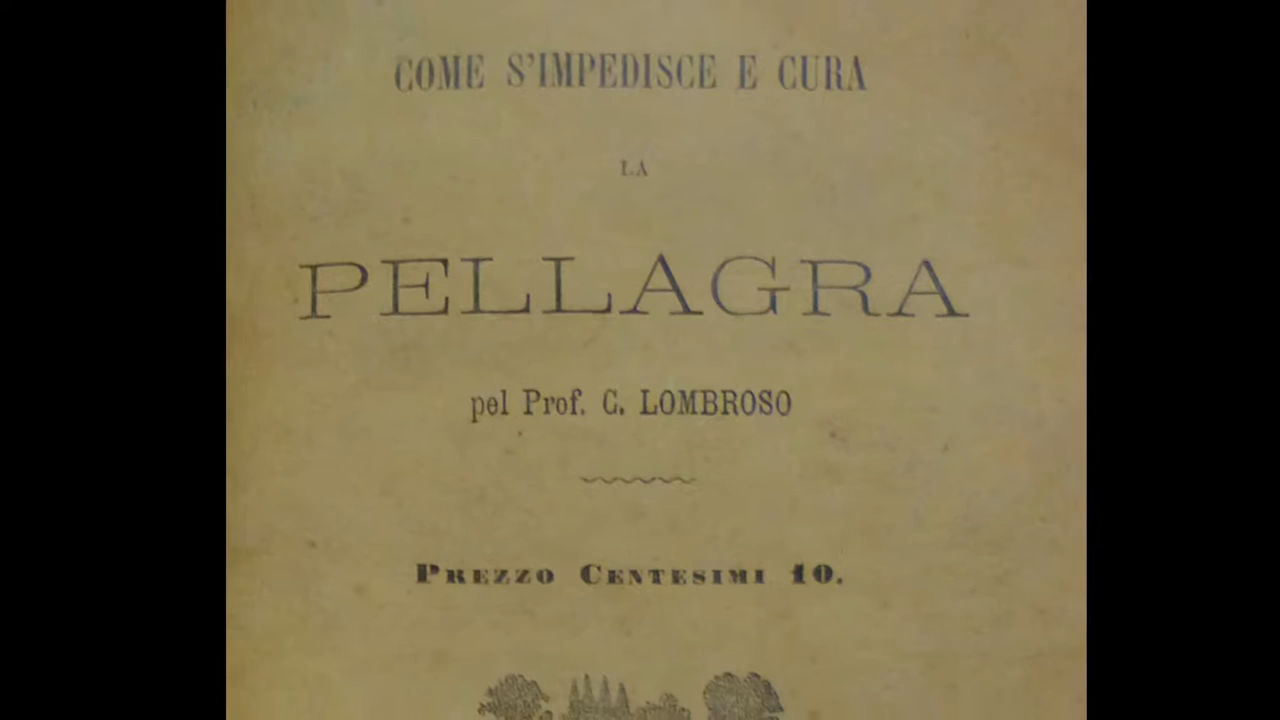 COME S'IMPEDISCE E CURA
LA
PELLAGRA
pel Prof. C. LOMBROSO
PREZZO CENTESIMI 10.